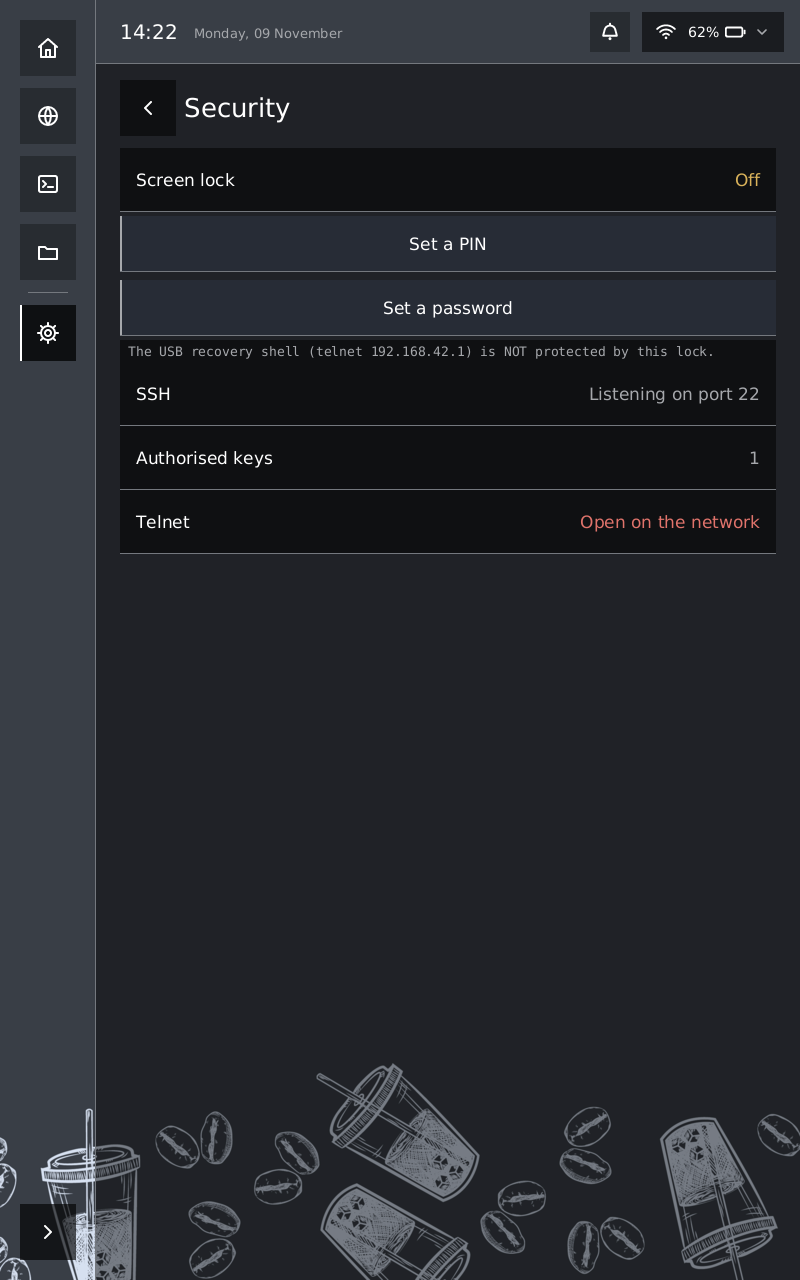 14:22 Monday, 09 November 62%
Security
Screen lock Off
Set a PIN
Set a password
The USB recovery shell (telnet 192.168.42.1) is NOT protected by this lock.
SSH Listening on port 22
Authorised keys 1
Telnet Open on the network